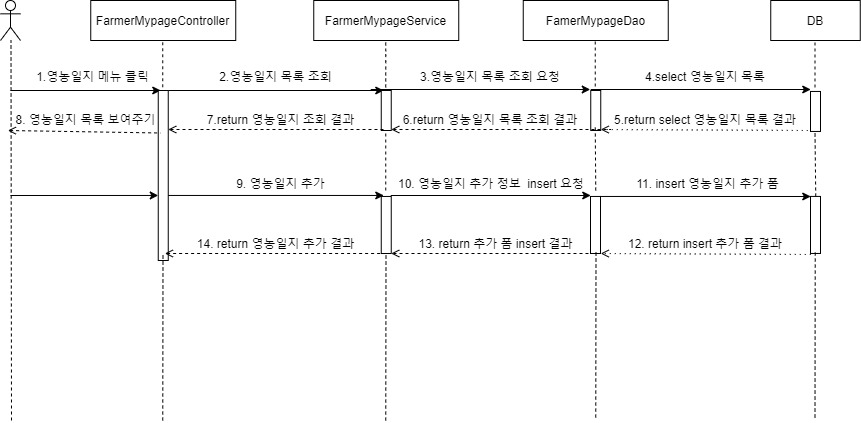 FarmerMypageController
FarmerMypageService
FamerMypageDao
DB
1.영농일지 메뉴 클릭
2.영농일지 목록 조회
3.영농일지 목록 조회 요청
4.select 영농일지 목록
8. 영농일지 목록 보여주기
7.return 영농일지 조회 결과
6.return 영농일지 목록 조회 결과
5.return select 영농일지 목록 결과
9. 영농일지 추가
10. 영농일지 추가 정보 insert 요청
11. insert 영농일지 추가 폼
14. return 영농일지 추가 결과
13. return 추가 폼 insert 결과
12. return insert 추가 폼 결과